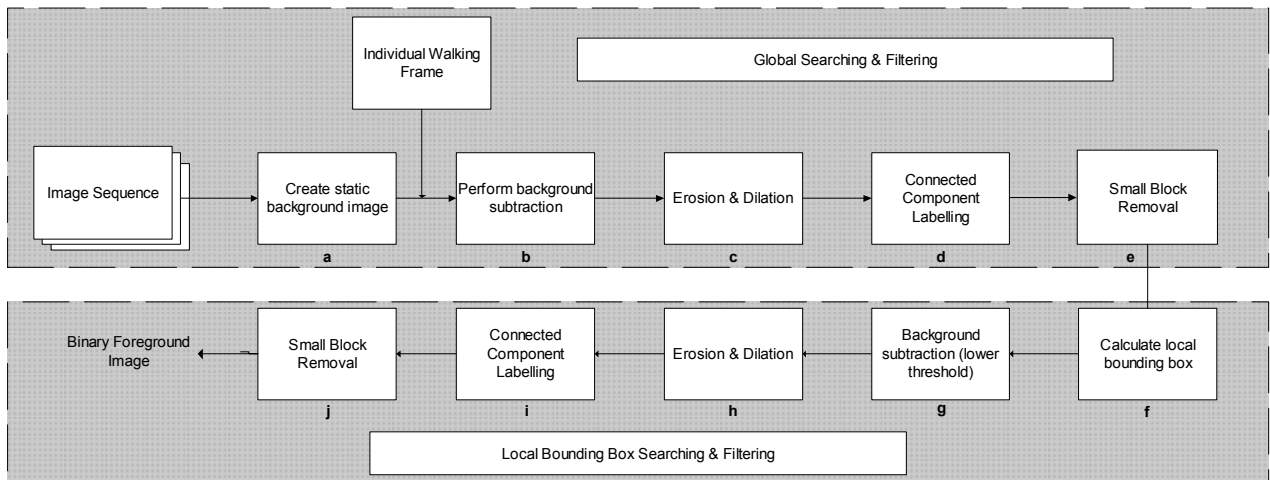 Individual Walking
Frame
Global Searching & Filtering
Image Sequence
Create static
background image
Perform background
subtraction
Erosion & Dilation
Connected
Component
Labelling
Small Block
Removal
a
b
c
d
e
Binary Foreground
Image
Small Block
Removal
Connected
Component
Labelling
Erosion & Dilation
Background
subtraction (lower
threshold)
Calculate local
bounding box
j
i
h
g
f
Local Bounding Box Searching & Filtering